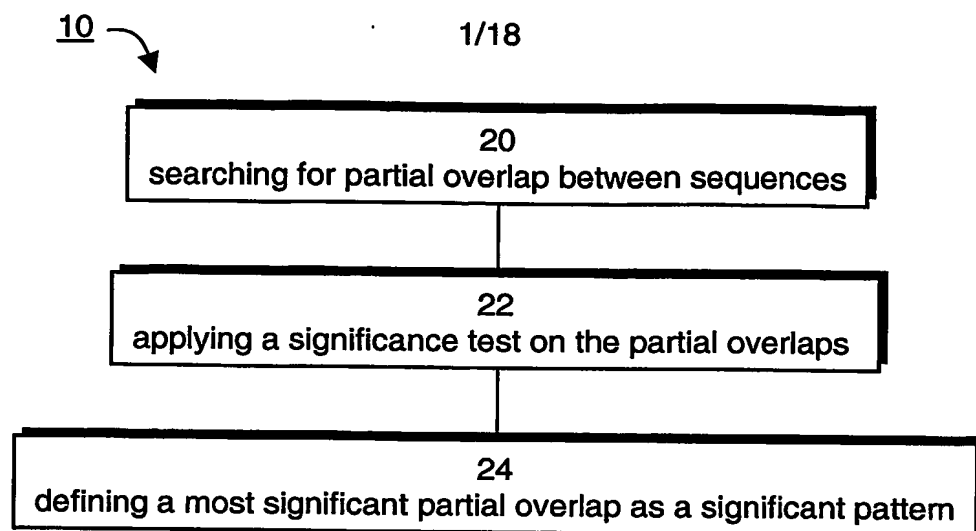 10
1/18
20
searching for partial overlap between sequences
22
applying a significance test on the partial overlaps
24
defining a most significant partial overlap as a significant pattern